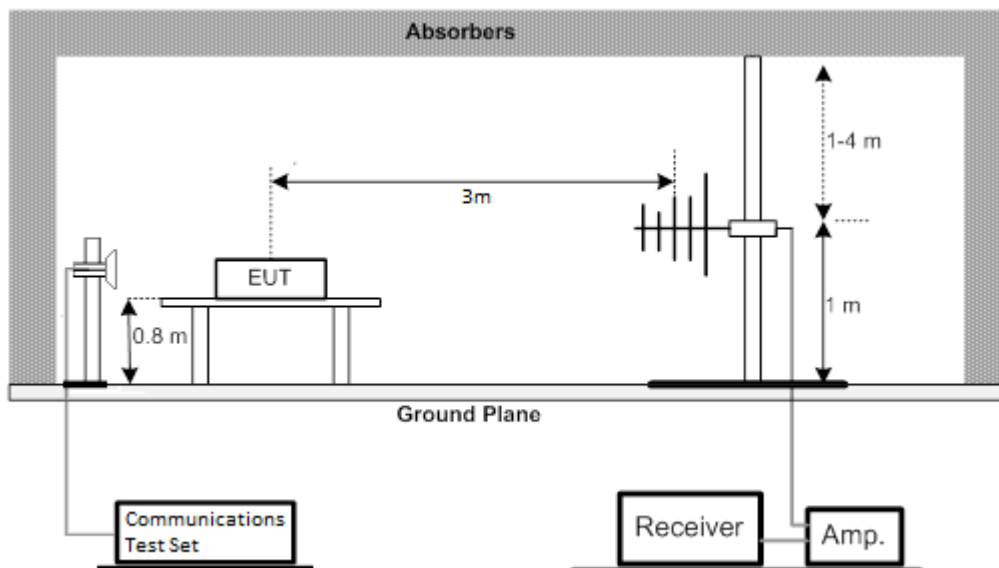 Absorbers
1-4 m
3m
EUT
0.8 m
1 m
Ground Plane
Communications
Test Set
Receiver
Amp.